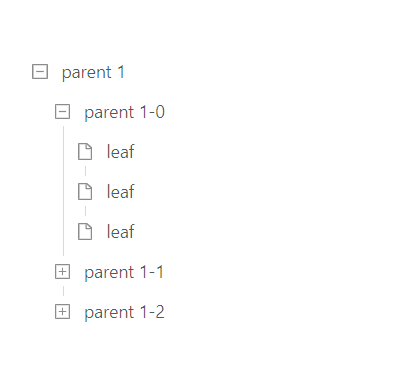 parent 1
parent 1-0
leaf
leaf
leaf
parent 1-1
parent 1-2